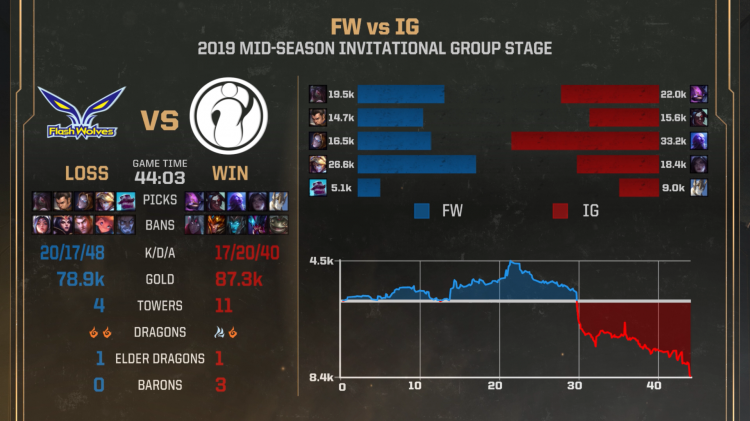 FW vs IG
2019 MID-SEASON INVITATIONAL GROUP STAGE
Flash Wolves
VS
LOSS
GAME TIME
44:03
WIN
PICKS
BANS
20/17/48 K/D/A 17/20/40
78.9k GOLD 87.3k
4 TOWERS 11
DRAGONS
1 ELDER DRAGONS 1
0 BARONS 3
19.5k 22.0k
14.7k 15.6k
16.5k 33.2k
26.6k 18.4k
5.1k 9.0k
FW IG
4.5k
8.4k
0 10 20 30 40